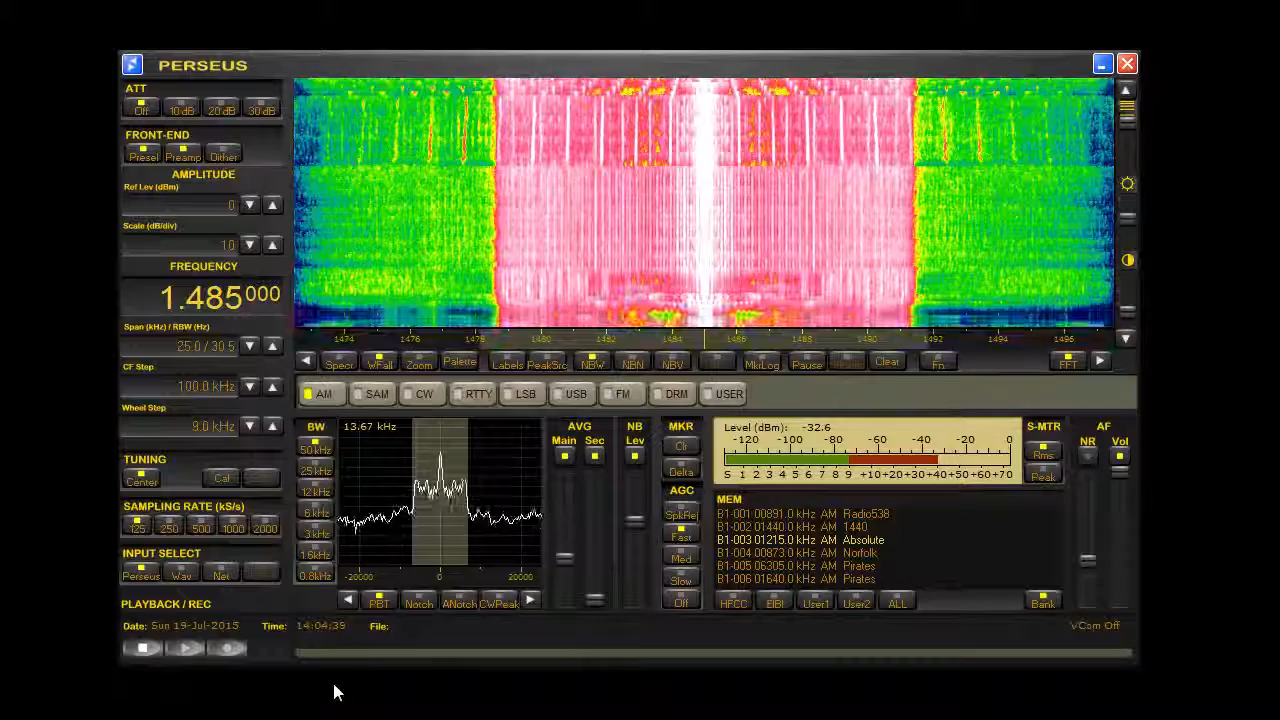 PERSEUS
ATT
Off 10 dB 20 dB 30 dB
FRONT-END
Presel Preamp Dither
AMPLITUDE
Ref Lev (dBm)
0
Scale (dB/div)
10
FREQUENCY
1.485000
Span (kHz) / RBW (Hz)
25.0 / 30.5
CF Step
100.0 kHz
Wheel Step
9.0 kHz
TUNING
Center Cal
SAMPLING RATE (kS/s)
125 250 500 1000 2000
INPUT SELECT
Perseus Wav Net
PLAYBACK / REC
1474 1476 1478 1480 1482 1484 1486 1488 1490 1492 1494 1496
Spectr WFall Zoom Palette Labels PeakSrc NBW NBN NBV MkrLog Pause Clear Fp FFT
AM SAM CW RTTY LSB USB FM DRM USER
BW
50 kHz
25 kHz
12 kHz
6 kHz
3kHz
1.6kHz
0.8kHz
13.67 kHz
-20000 0 20000
PBT Notch ANotch CWPeak
AVG
Main Sec
NB
Lev
MKR
Clr
Delta
AGC
SpkRej
Fast
Med
Slow
Off
Level (dBm): -32.6
-120 -100 -80 -60 -40 -20 0
S 1 2 3 4 5 6 7 8 9 +10+20+30+40+50+60+70
S-MTR
Rms
Peak
AF
NR Vol
MEM
B1-001 00891.0 kHz AM Radio538
B1-002 01440.0 kHz AM 1440
B1-003 01215.0 kHz AM Absolute
B1-004 00873.0 kHz AM Norfolk
B1-005 06305.0 kHz AM Pirates
B1-006 01640.0 kHz AM Pirates
HFCC EIBI User1 User2 ALL Bank
Date: Sun 19-Jul-2015 Time: 14:04:39 File: VCom Off